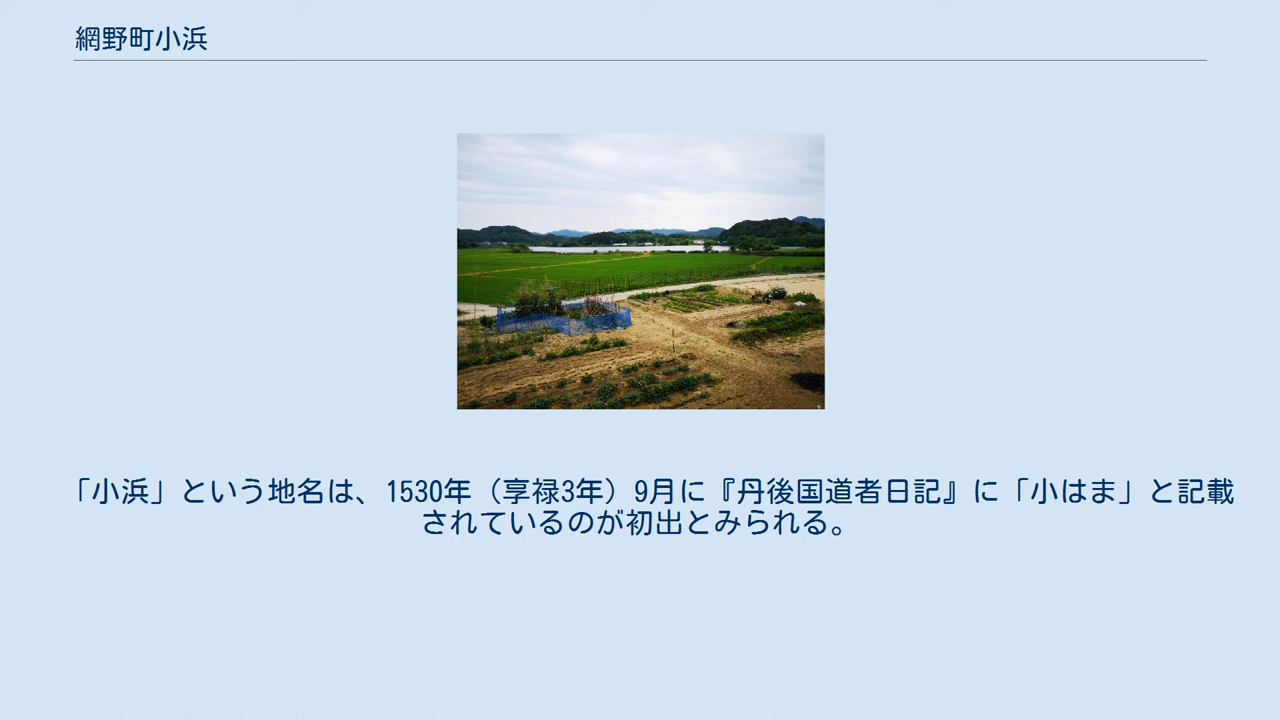 網野町小浜
「小浜」という地名は、1530年（享禄3年）9月に『丹後国道者日記』に「小はま」と記載
されているのが初出とみられる。